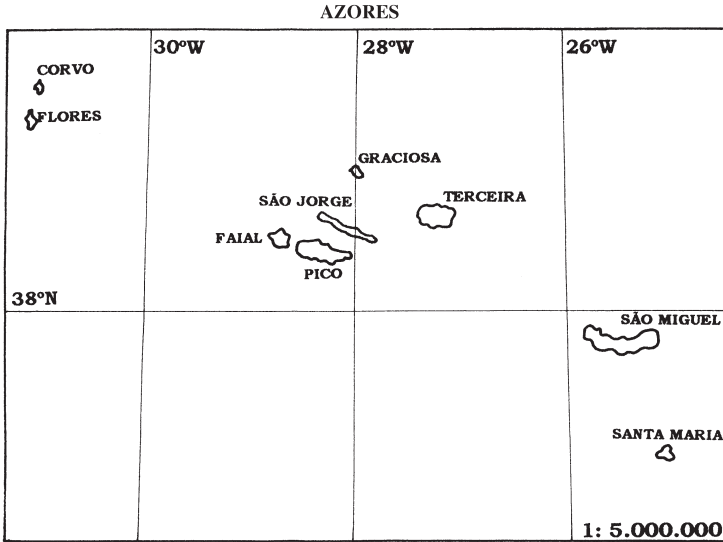 AZORES
30ºW
28ºW
26ºW
CORVO
FLORES
GRACIOSA
SÃO JORGE
TERCEIRA
FAIAL
PICO
38ºN
SÃO MIGUEL
SANTA MARIA
1: 5.000.000